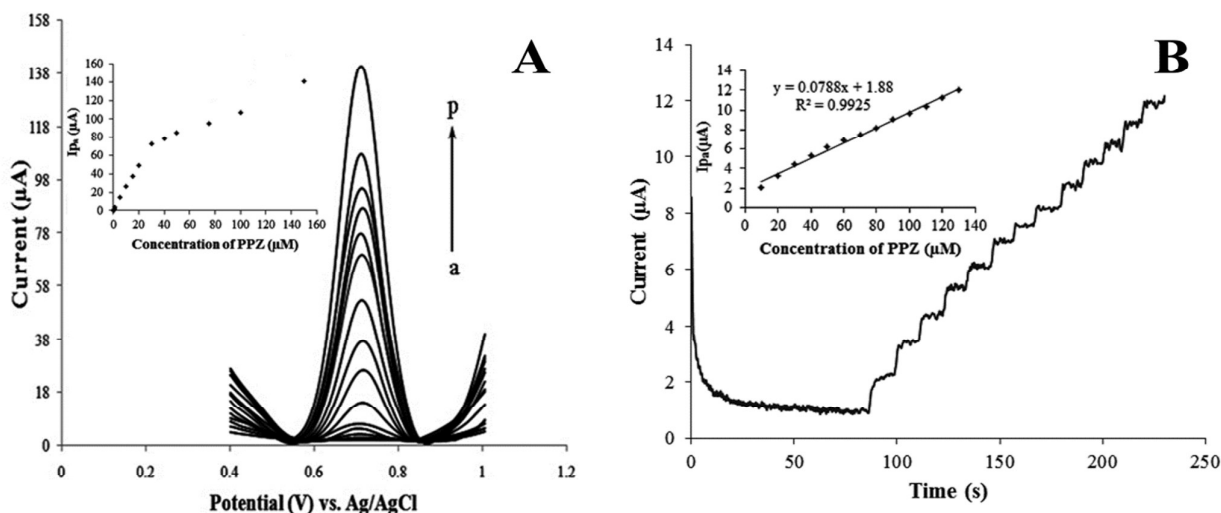 A
158
138
118
98
78
58
38
18
0
Current (µA)
0 0.2 0.4 0.6 0.8 1 1.2
Potential (V) vs. Ag/AgCl
p
a
160
140
120
100
80
60
40
20
0
Ipₐ (µA)
0 20 40 60 80 100 120 140 160
Concentration of PPZ (µM)
B
14
12
10
8
6
4
2
0
Current (µA)
0 50 100 150 200 250
Time (s)
y = 0.0788x + 1.88
R² = 0.9925
14
12
10
8
6
4
2
0
Ipa(µA)
0 20 40 60 80 100 120 140
Concentration of PPZ (µM)